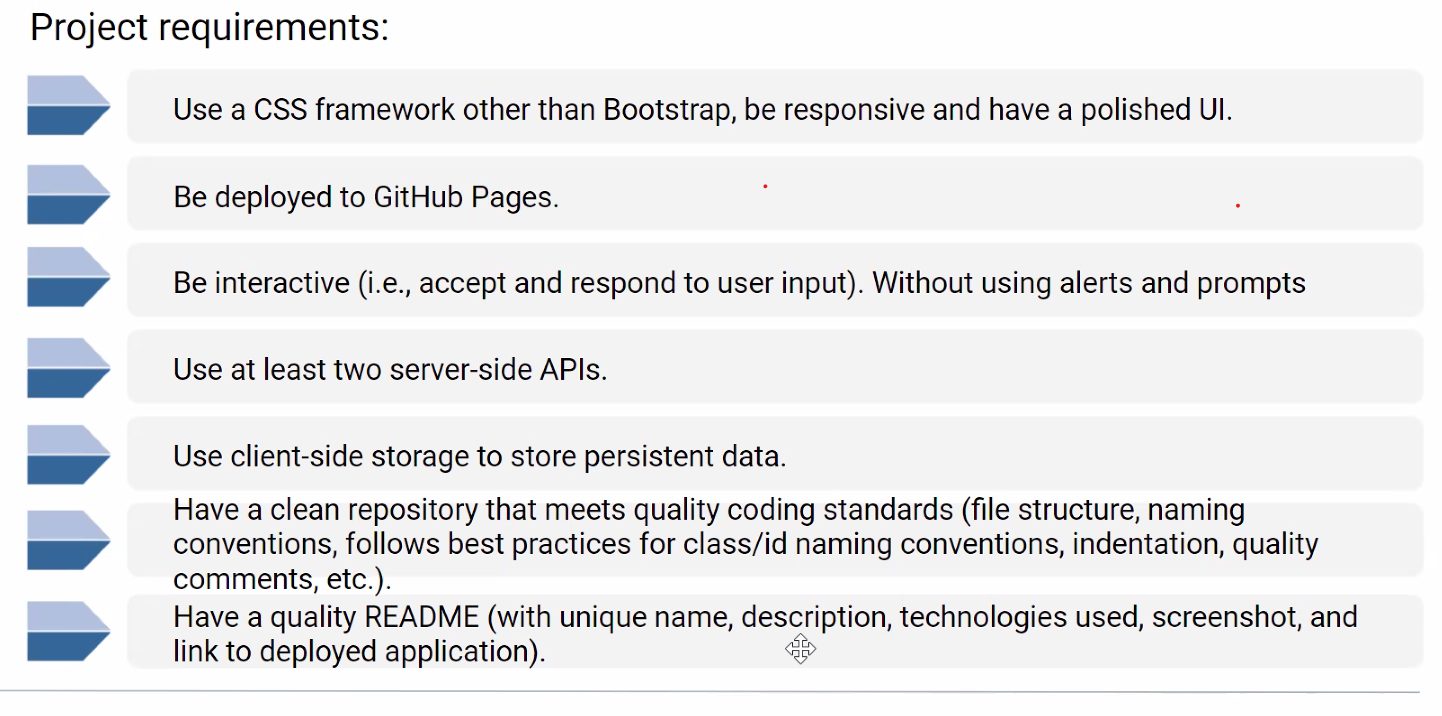 Project requirements:
Use a CSS framework other than Bootstrap, be responsive and have a polished UI.
Be deployed to GitHub Pages.
Be interactive (i.e., accept and respond to user input). Without using alerts and prompts
Use at least two server-side APIs.
Use client-side storage to store persistent data.
Have a clean repository that meets quality coding standards (file structure, naming
conventions, follows best practices for class/id naming conventions, indentation, quality
comments, etc.).
Have a quality README (with unique name, description, technologies used, screenshot, and
link to deployed application).